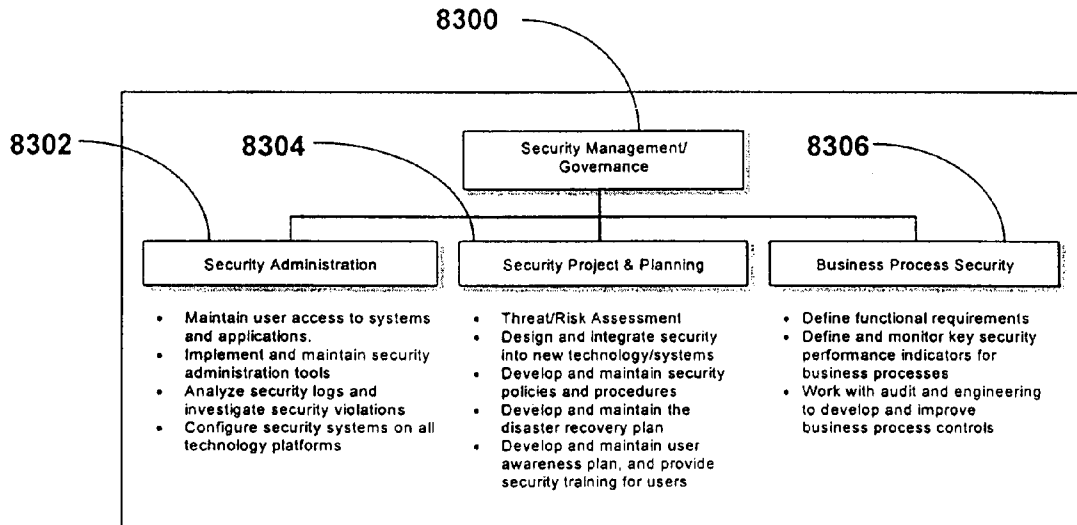 8300
8302
8304
8306
Security Management/
Governance
Security Administration
Security Project & Planning
Business Process Security
• Maintain user access to systems
and applications.
• Implement and maintain security
administration tools
• Analyze security logs and
investigate security violations
• Configure security systems on all
technology platforms
• Threat/Risk Assessment
• Design and integrate security
into new technology/systems
• Develop and maintain security
policies and procedures
• Develop and maintain the
disaster recovery plan
• Develop and maintain user
awareness plan, and provide
security training for users
• Define functional requirements
• Define and monitor key security
performance indicators for
business processes
• Work with audit and engineering
to develop and improve
business process controls